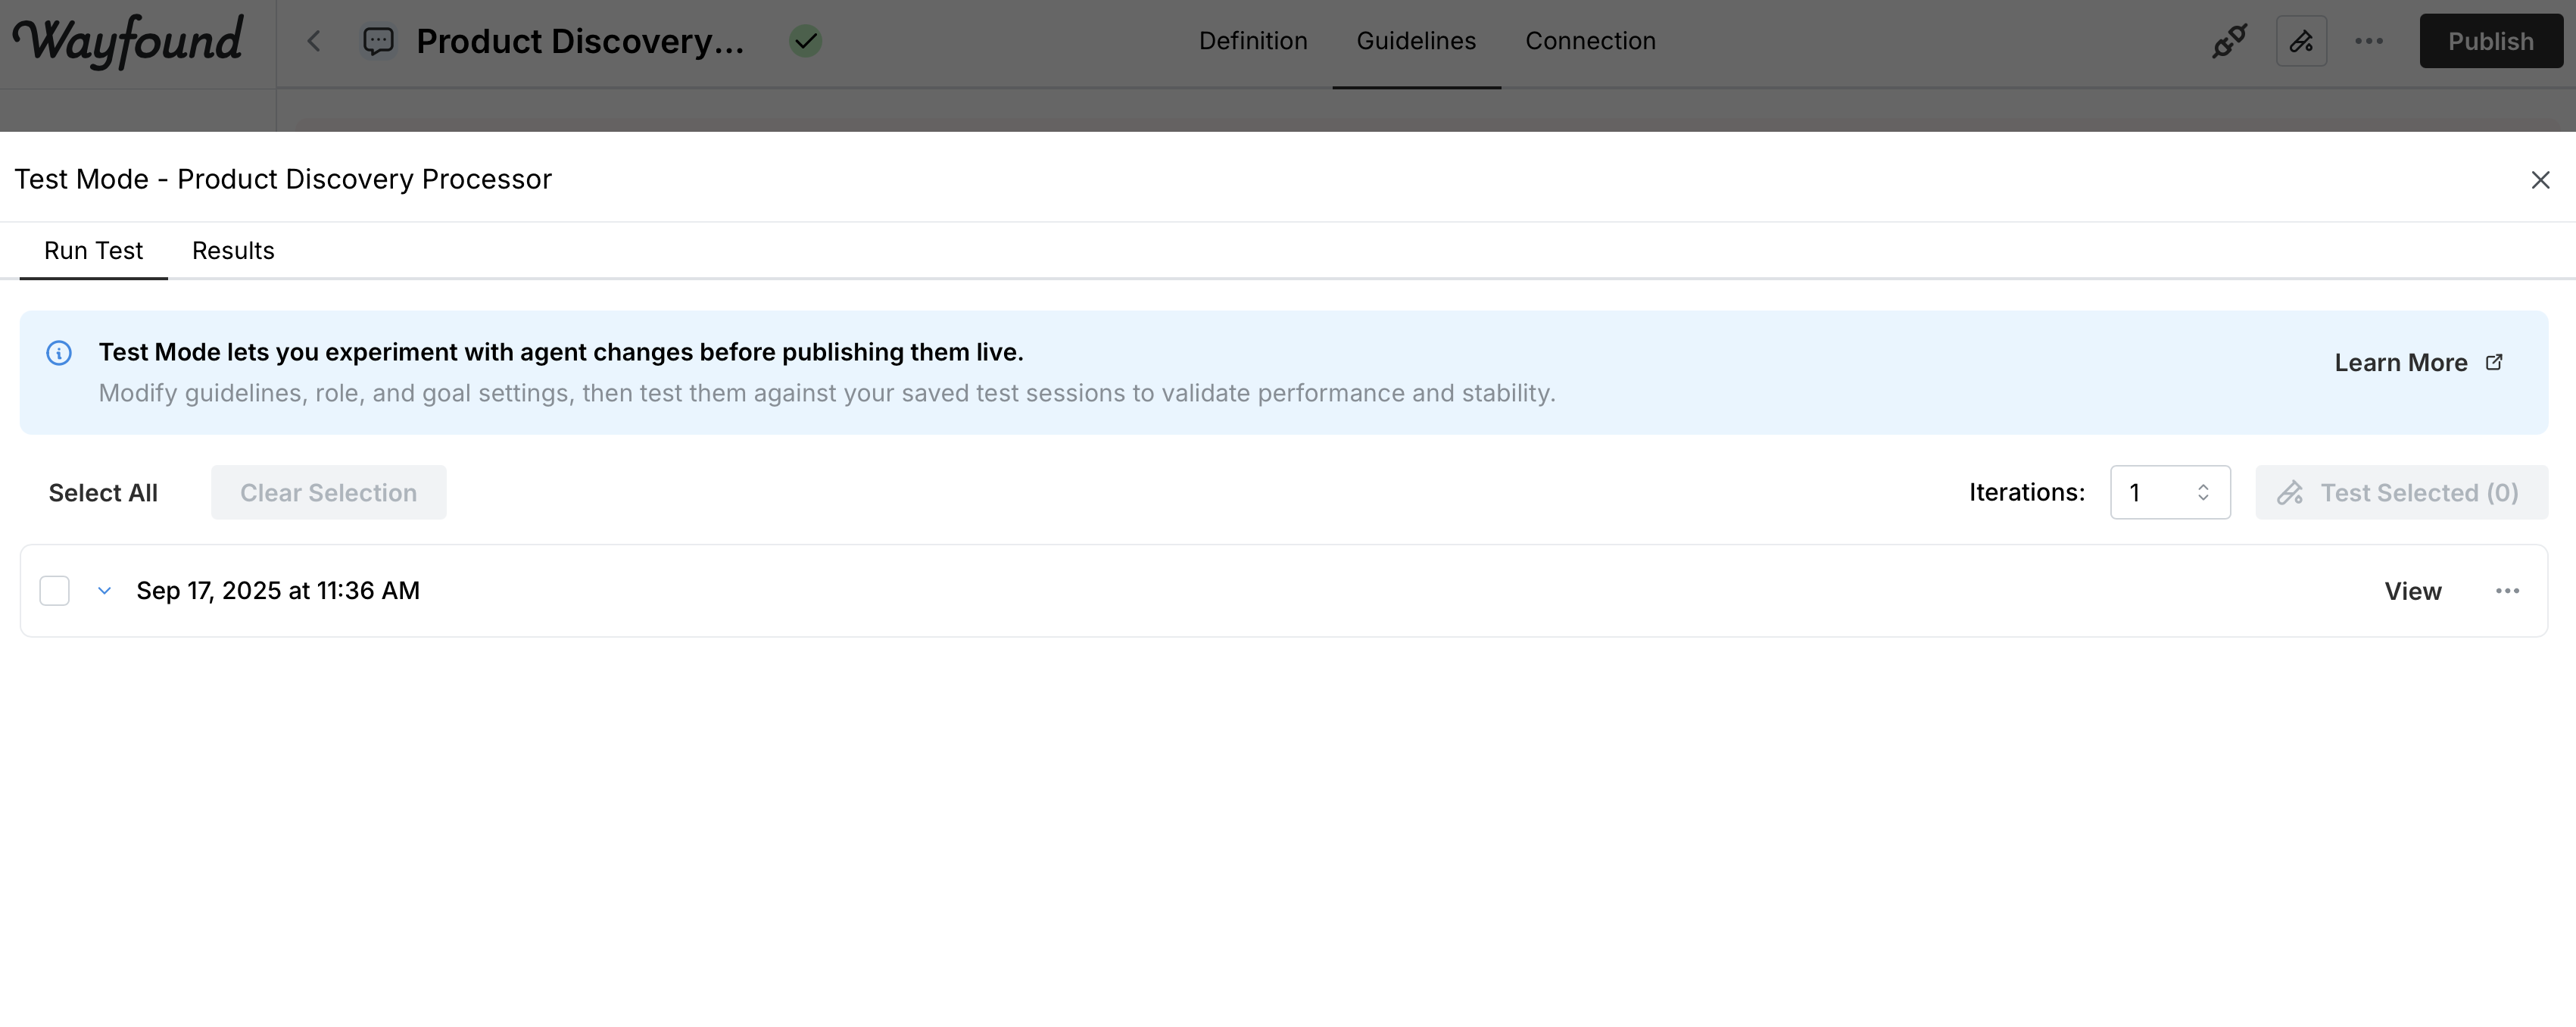 Wayfound
Product Discovery...
Definition
Guidelines
Connection
Publish
Test Mode - Product Discovery Processor
Run Test
Results
Test Mode lets you experiment with agent changes before publishing them live.
Modify guidelines, role, and goal settings, then test them against your saved test sessions to validate performance and stability.
Learn More
Select All
Clear Selection
Iterations:
1
Test Selected (0)
Sep 17, 2025 at 11:36 AM
View